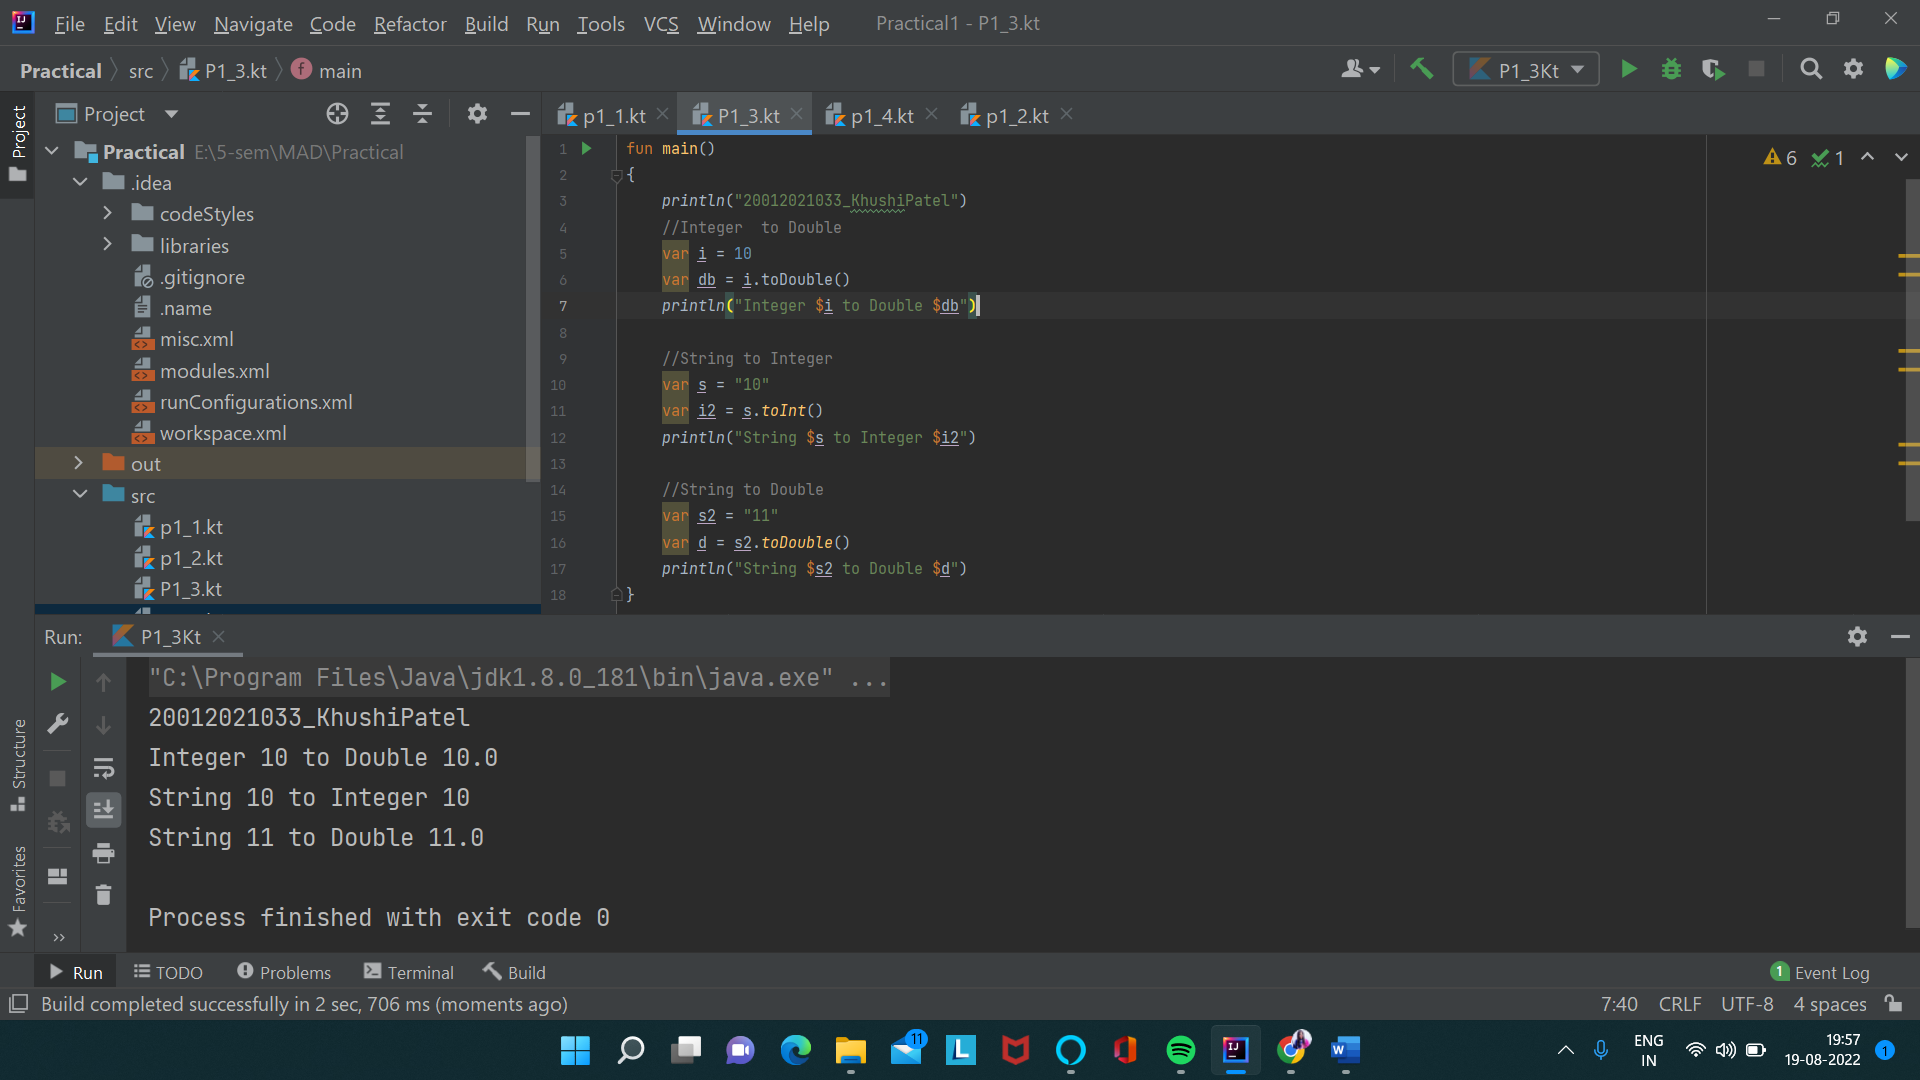 File Edit View Navigate Code Refactor Build Run Tools VCS Window Help Practical1 - P1_3.kt
Practical src P1_3.kt f main P1_3Kt
Project
Project
p1_1.kt P1_3.kt p1_4.kt p1_2.kt
Practical E:\5-sem\MAD\Practical
.idea
codeStyles
libraries
.gitignore
.name
misc.xml
modules.xml
runConfigurations.xml
workspace.xml
out
src
p1_1.kt
p1_2.kt
P1_3.kt
6 1
1 fun main()
2 {
3 println("20012021033_KhushiPatel")
4 //Integer  to Double
5 var i = 10
6 var db = i.toDouble()
7 println("Integer $i to Double $db")
8
9 //String to Integer
10 var s = "10"
11 var i2 = s.toInt()
12 println("String $s to Integer $i2")
13
14 //String to Double
15 var s2 = "11"
16 var d = s2.toDouble()
17 println("String $s2 to Double $d")
18 }
Run: P1_3Kt
"C:\Program Files\Java\jdk1.8.0_181\bin\java.exe" ...
20012021033_KhushiPatel
Integer 10 to Double 10.0
String 10 to Integer 10
String 11 to Double 11.0
Process finished with exit code 0
Structure
Favorites
Run TODO Problems Terminal Build 1 Event Log
Build completed successfully in 2 sec, 706 ms (moments ago) 7:40 CRLF UTF-8 4 spaces
11
L
IJ
W
ENG
IN
19:57
19-08-2022
1